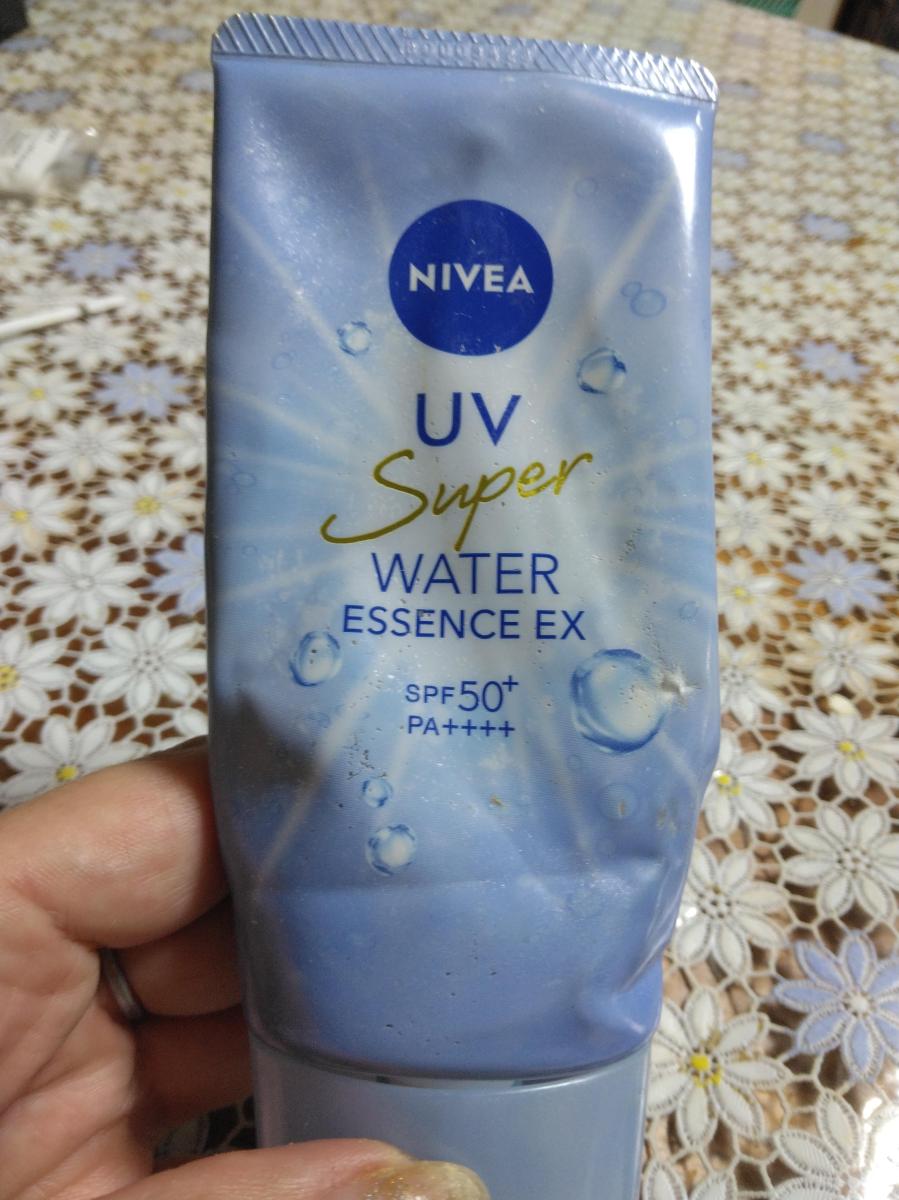 NIVEA
UV
Super
WATER
ESSENCE EX
SPF50+
PA++++